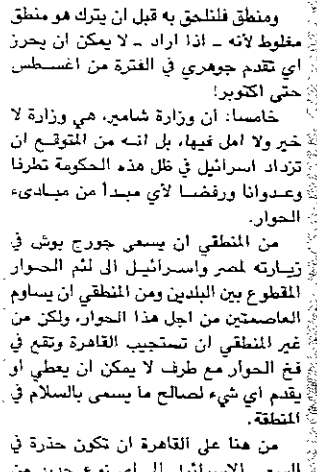 ومنطق فلنلحق به قبل ان يترك هو منطق
مغلوط لأنه ـ اذا اراد ـ لا يمكن ان يحرز
اي تقدم جوهري في الفترة من اغسطس
حتى اكتوبر!
خامسا: ان وزارة شامير، هي وزارة لا
خير ولا امل فيها، بل انه من المتوقع ان
تزداد اسرائيل في ظل هذه الحكومة تطرفا
وعدوانا ورفضا لأي مبدأ من مبادىء
الحوار.
من المنطقي ان يسعى جورج بوش في
زيارته لمصر واسرائيل الى لئم الحوار
المقطوع بين البلدين ومن المنطقي ان يساوم
العاصمتين من اجل هذا الحوار، ولكن من
غير المنطقي ان تستجيب القاهرة وتقع في
فخ الحوار مع طرف لا يمكن ان يعطي او
يقدم اي شيء لصالح ما يسمى بالسلام في
المنطقة.
من هنا على القاهرة ان تكون حذرة في